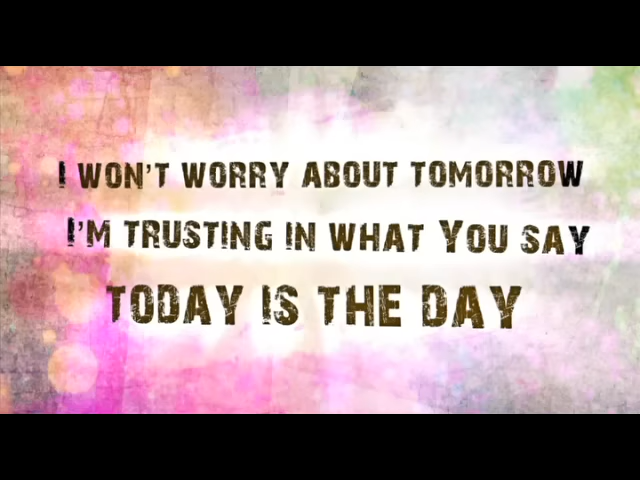 I WON'T WORRY ABOUT TOMORROW
I'M TRUSTING IN WHAT YOU SAY
TODAY IS THE DAY